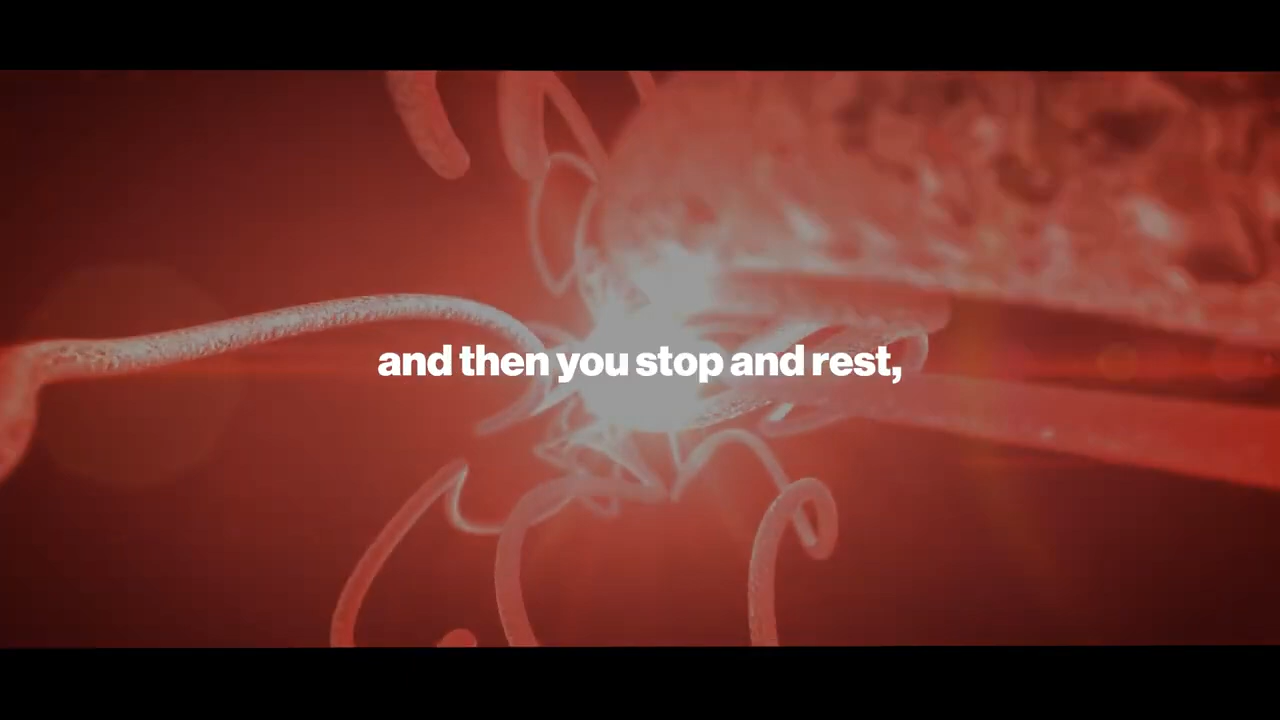 and then you stop and rest,